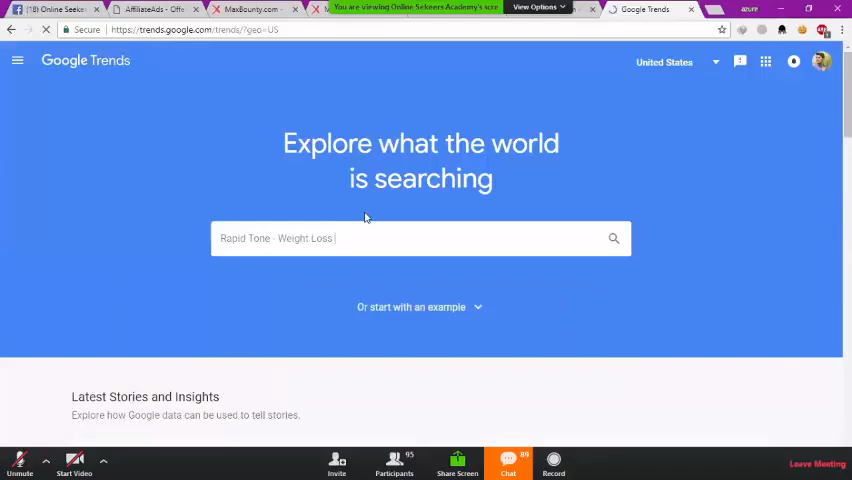 (18) Online Seeke
AffiliateAds - Offe
MaxBounty.com -
You are viewing Online Sekeers Academy's scre
View Options
Google Trends
azure
Secure
https://trends.google.com/trends/?geo=US
Google Trends
United States
Explore what the world
is searching
Rapid Tone - Weight Loss
Or start with an example
Latest Stories and Insights
Explore how Google data can be used to tell stories.
Unmute
Start Video
Invite
95
Participants
Share Screen
89
Chat
Record
Leave Meeting